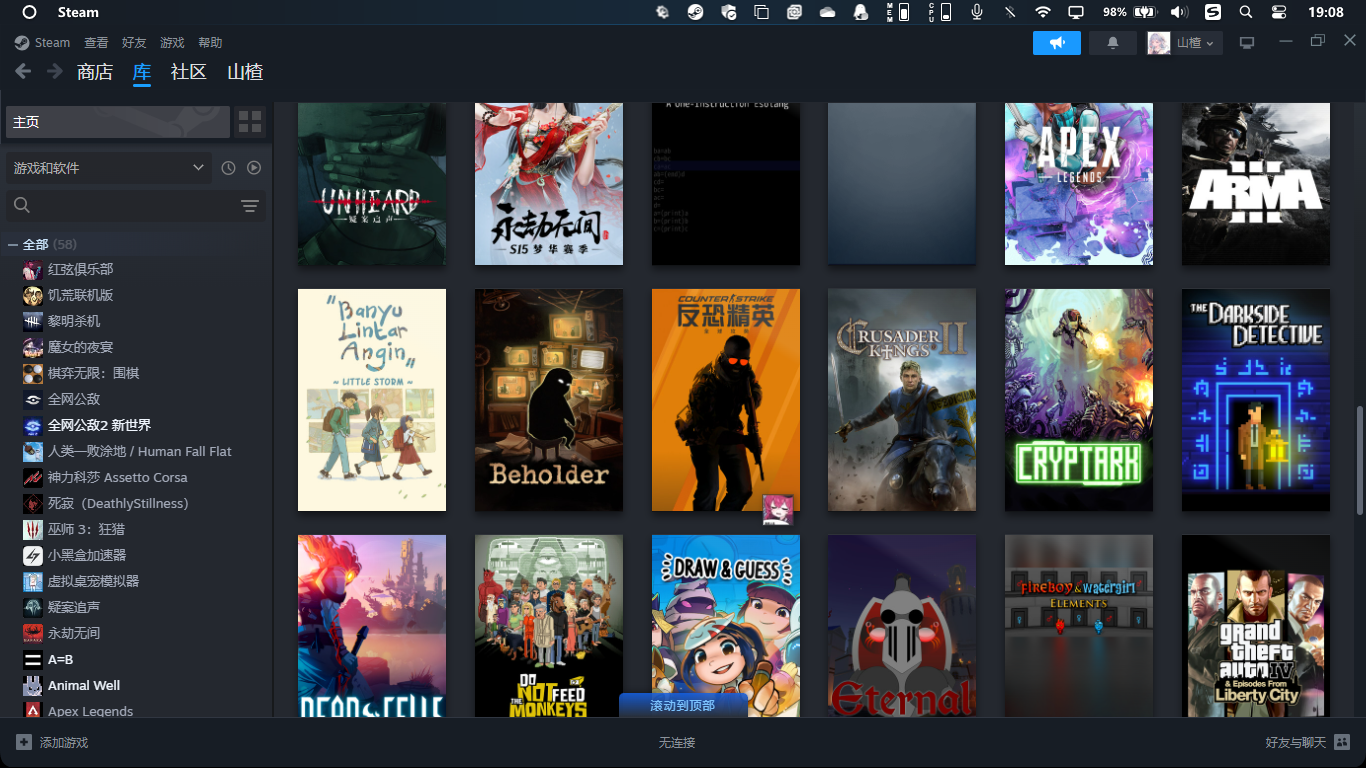 Steam
98%
19:08
Steam 查看 好友 游戏 帮助
山楂
商店 库 社区 山楂
主页
游戏和软件
全部 (58)
红弦俱乐部
饥荒联机版
黎明杀机
魔女的夜宴
棋弈无限：围棋
全网公敌
全网公敌2 新世界
人类一败涂地 / Human Fall Flat
神力科莎 Assetto Corsa
死寂（DeathlyStillness）
巫师 3：狂猎
小黑盒加速器
虚拟桌宠模拟器
疑案追声
永劫无间
A=B
Animal Well
Apex Legends
UNHEARD
疑案追声
永劫无间
S15 梦华赛季
A One-Instruction Esolang
APEX
LEGENDS
ARMA
III
"Banyu
Lintar
Angin"
~ LITTLE STORM ~
Beholder
COUNTER STRIKE
反恐精英
CRUSADER
KINGS II
CRYPTARK
THE DARKSIDE
DETECTIVE
DEAD CELLS
DO
NOT FEED
THE MONKEYS
DRAW & GUESS
Eternal
FIREBOY & WATERGIRL
ELEMENTS
grand
theft
auto IV
& Episodes From
Liberty City
滚动到顶部
添加游戏
无连接
好友与聊天